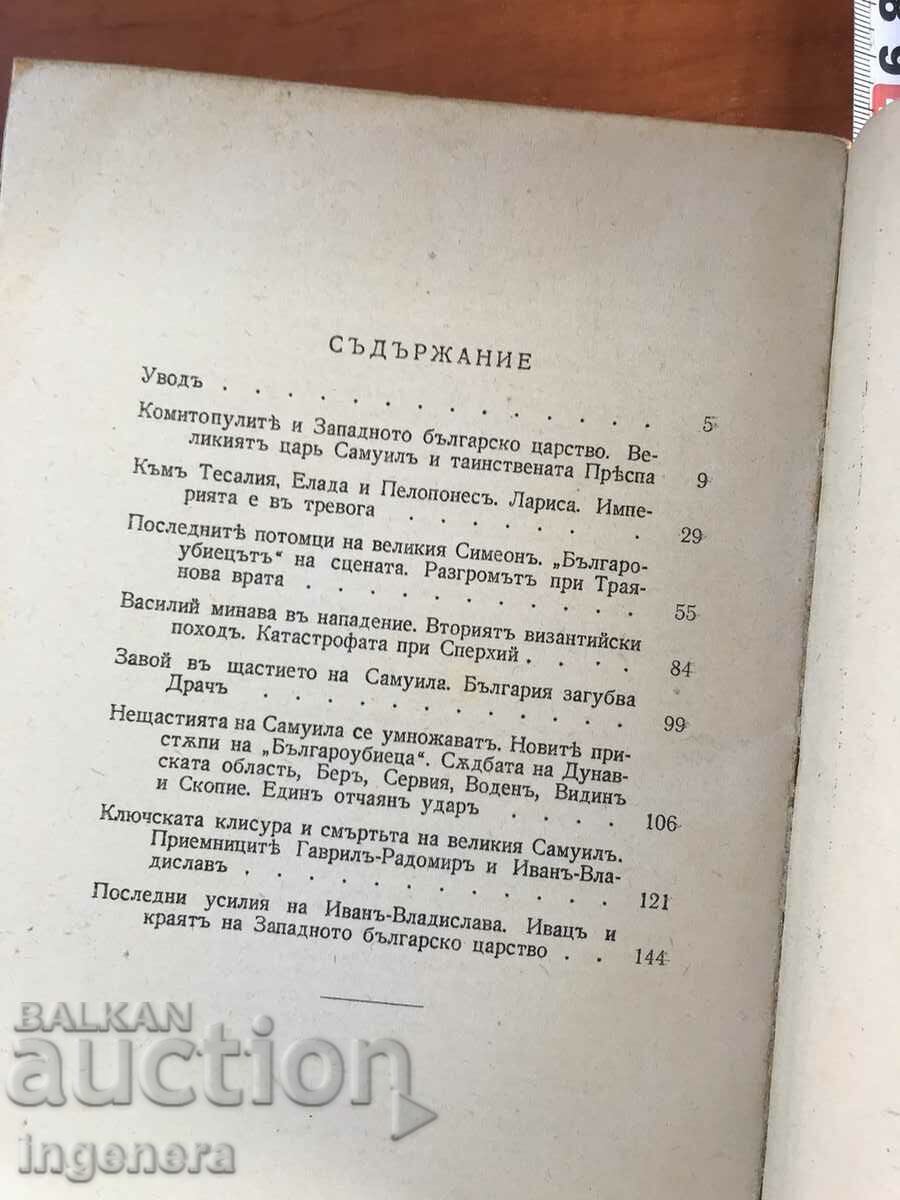 СЪДЪРЖАНИЕ
Уводъ . . . . . . . . . . . . 5
Комитопулитѣ и Западното българско царство. Ве-
ликиятъ царь Самуилъ и таинствената Прѣспа 9
Къмъ Тесалия, Елада и Пелопонесъ. Лариса. Импе-
рията е въ тревога . . . . . . . 29
Последнитѣ потомци на великия Симеонъ. „Българо-
убиецътъ“ на сцената. Разгромътъ при Трая-
нова врата . . . . . . . . . . 55
Василий минава въ нападение. Вториятъ византийски
походъ. Катастрофата при Сперхий . . . . 84
Завой въ щастието на Самуила. България загубва
Драчъ . . . . . . . . . . . 99
Нещастията на Самуила се умножаватъ. Новитѣ при-
стѫпи на „Българоубиеца“. Сѫдбата на Дунав-
ската область, Беръ, Сервия, Воденъ, Видинъ
и Скопие. Единъ отчаянъ ударъ . . . . 106
Ключската клисура и смъртьта на великия Самуилъ.
Приемницитѣ Гаврилъ-Радомиръ и Иванъ-Вла-
диславъ . . . . . . . . . . . 121
Последни усилия на Иванъ-Владислава. Ивацъ и
краятъ на Западното българско царство . . 144
BALKAN
auction
ingenera